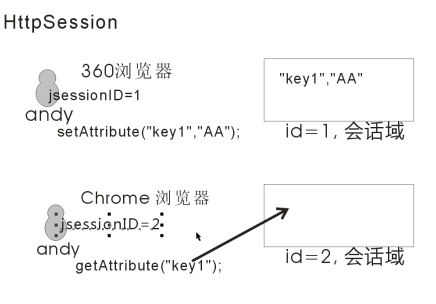 HttpSession
360浏览器
jsessionID=1
andy
setAttribute("key1","AA");
"key1","AA"
id=1, 会话域
Chrome 浏览器
jsessionID=2
andy
getAttribute("key1");
id=2, 会话域